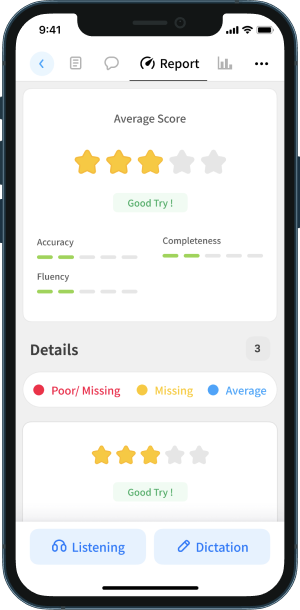 9:41
Report
Average Score
Good Try !
Accuracy
Completeness
Fluency
Details
3
Poor/ Missing
Missing
Average
Good Try !
Listening
Dictation